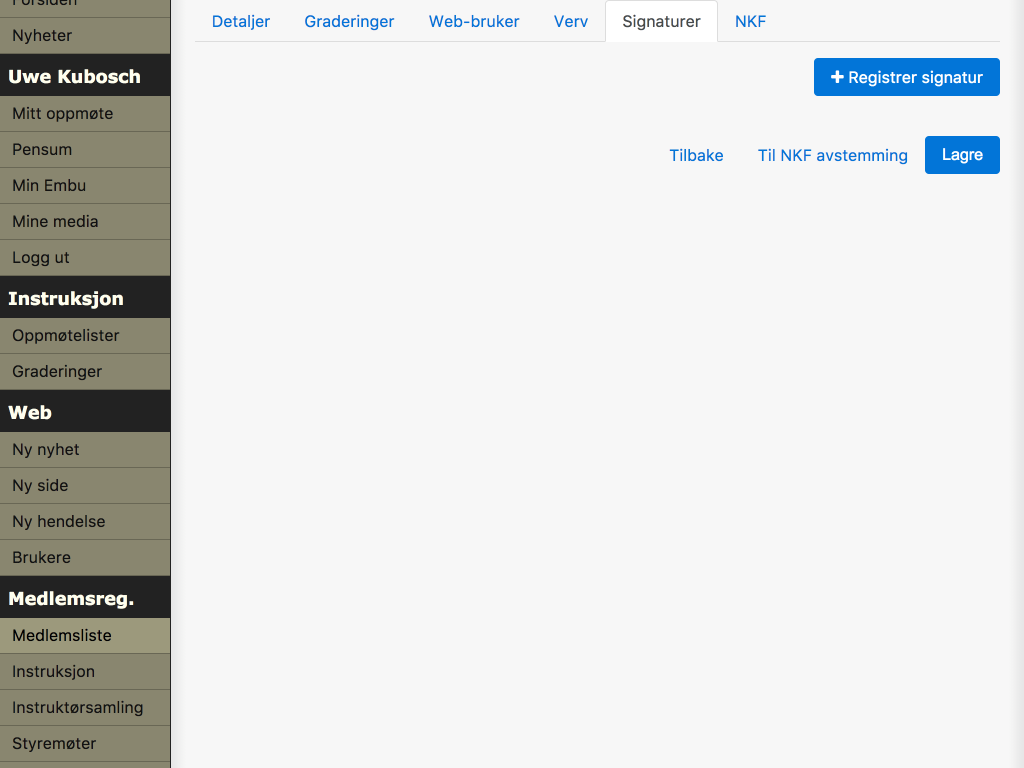 Forsiden
Nyheter
Uwe Kubosch
Mitt oppmøte
Pensum
Min Embu
Mine media
Logg ut
Instruksjon
Oppmøtelister
Graderinger
Web
Ny nyhet
Ny side
Ny hendelse
Brukere
Medlemsreg.
Medlemsliste
Instruksjon
Instruktørsamling
Styremøter
Detaljer Graderinger Web-bruker Verv Signaturer NKF
Registrer signatur
Tilbake Til NKF avstemming Lagre